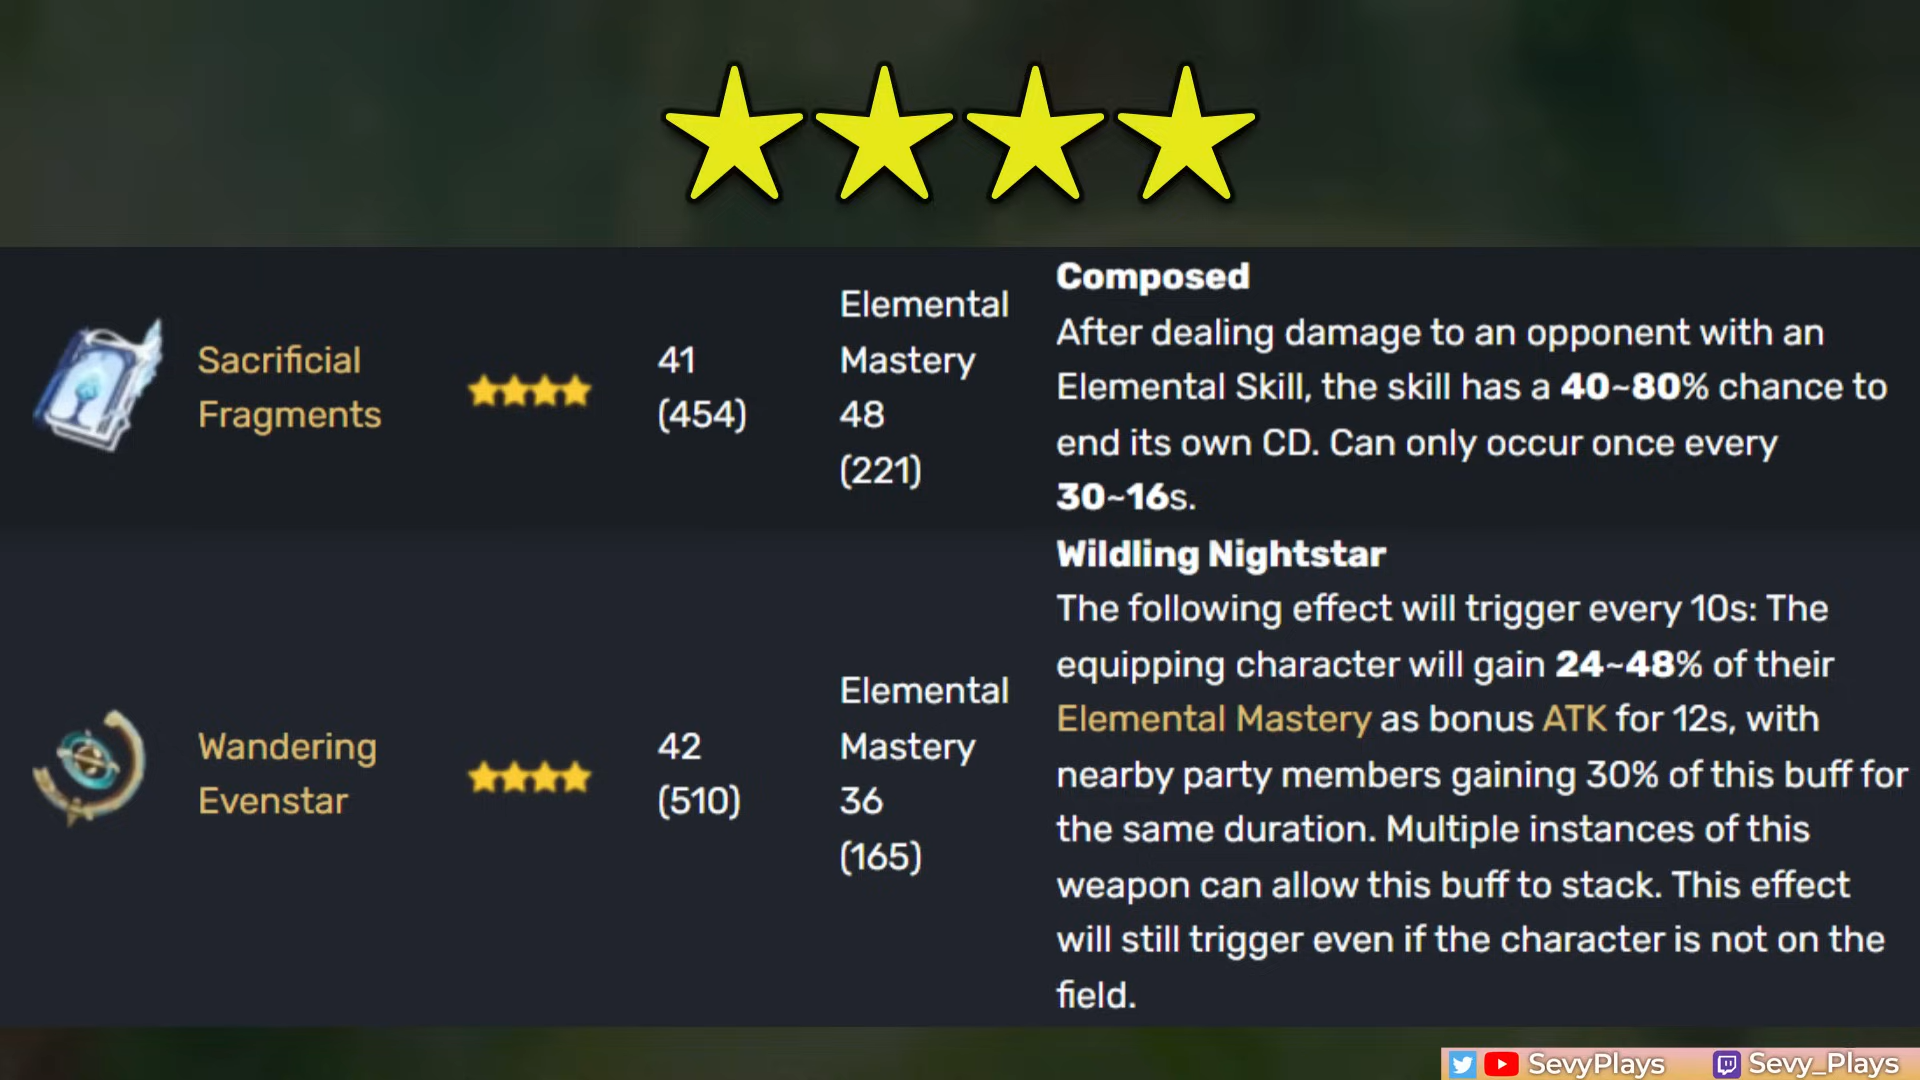 Sacrificial
Fragments
41
(454)
Elemental
Mastery
48
(221)
Composed
After dealing damage to an opponent with an
Elemental Skill, the skill has a 40~80% chance to
end its own CD. Can only occur once every
30~16s.
Wandering
Evenstar
42
(510)
Elemental
Mastery
36
(165)
Wildling Nightstar
The following effect will trigger every 10s: The
equipping character will gain 24~48% of their
Elemental Mastery as bonus ATK for 12s, with
nearby party members gaining 30% of this buff for
the same duration. Multiple instances of this
weapon can allow this buff to stack. This effect
will still trigger even if the character is not on the
field.
SevyPlays
Sevy_Plays